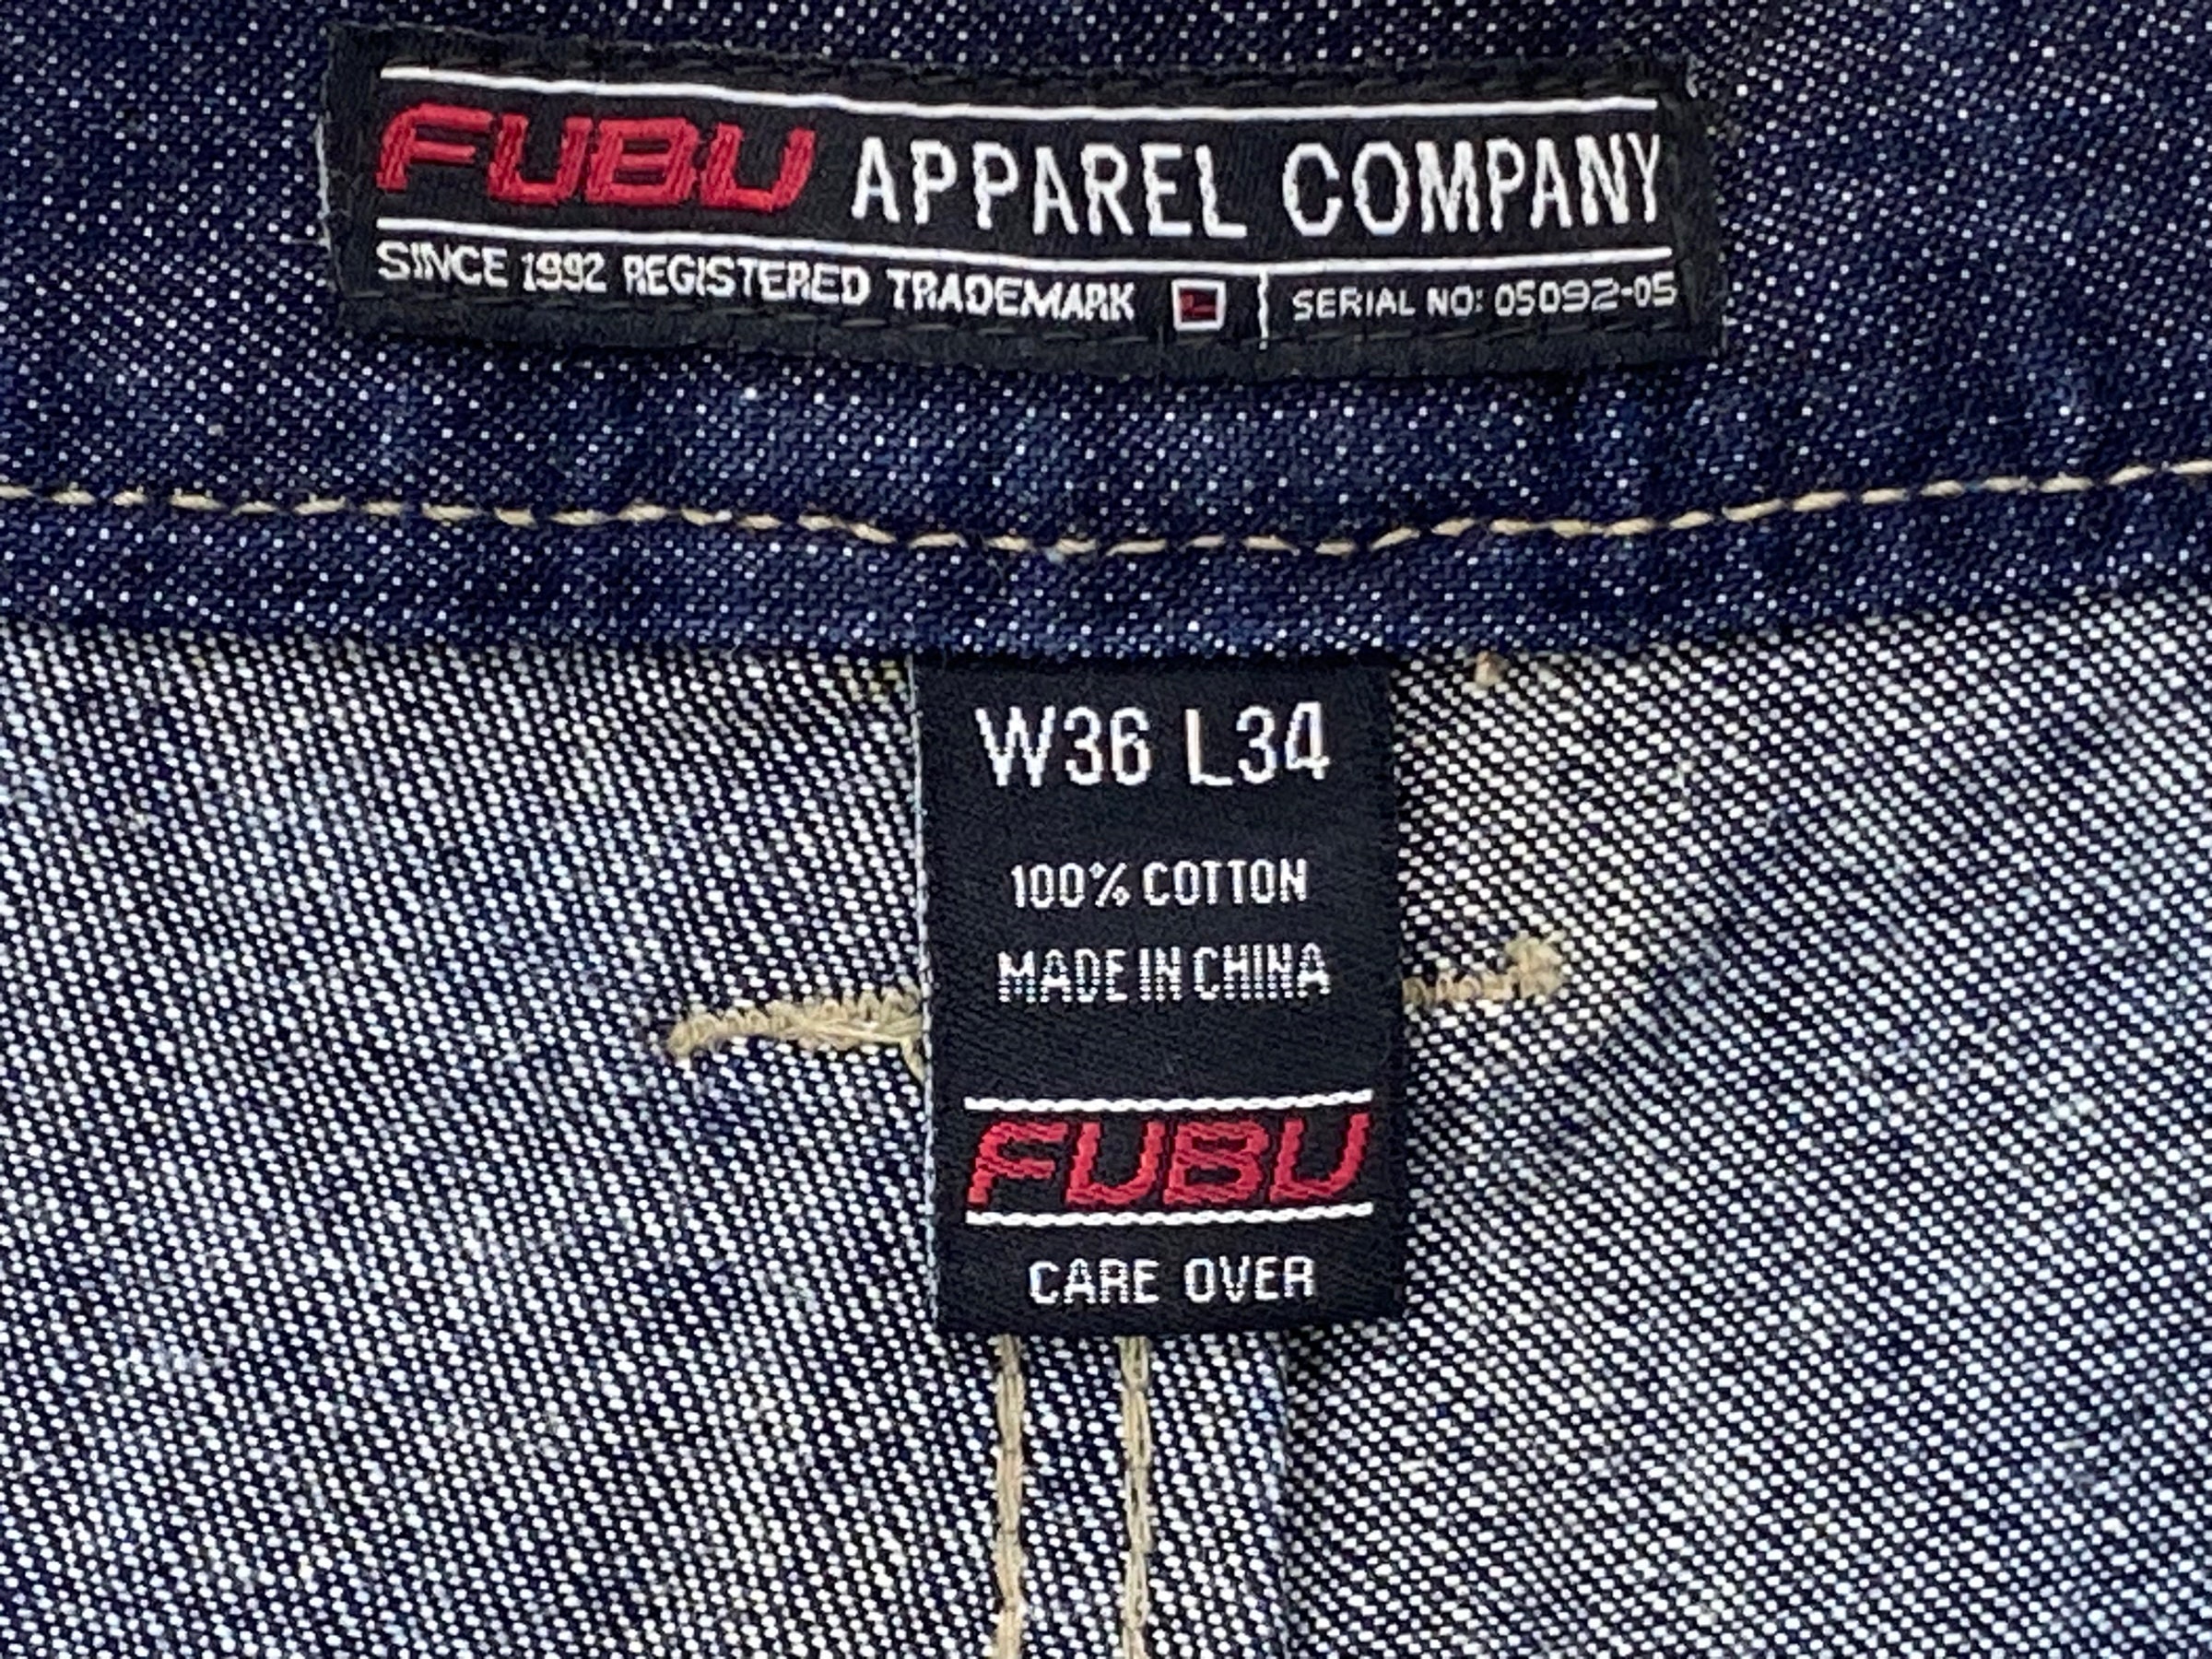 FUBU APPAREL COMPANY
SINCE 1992 REGISTERED TRADEMARK SERIAL NO: 05092-05
W36 L34
100% COTTON
MADE IN CHINA
FUBU
CARE OVER